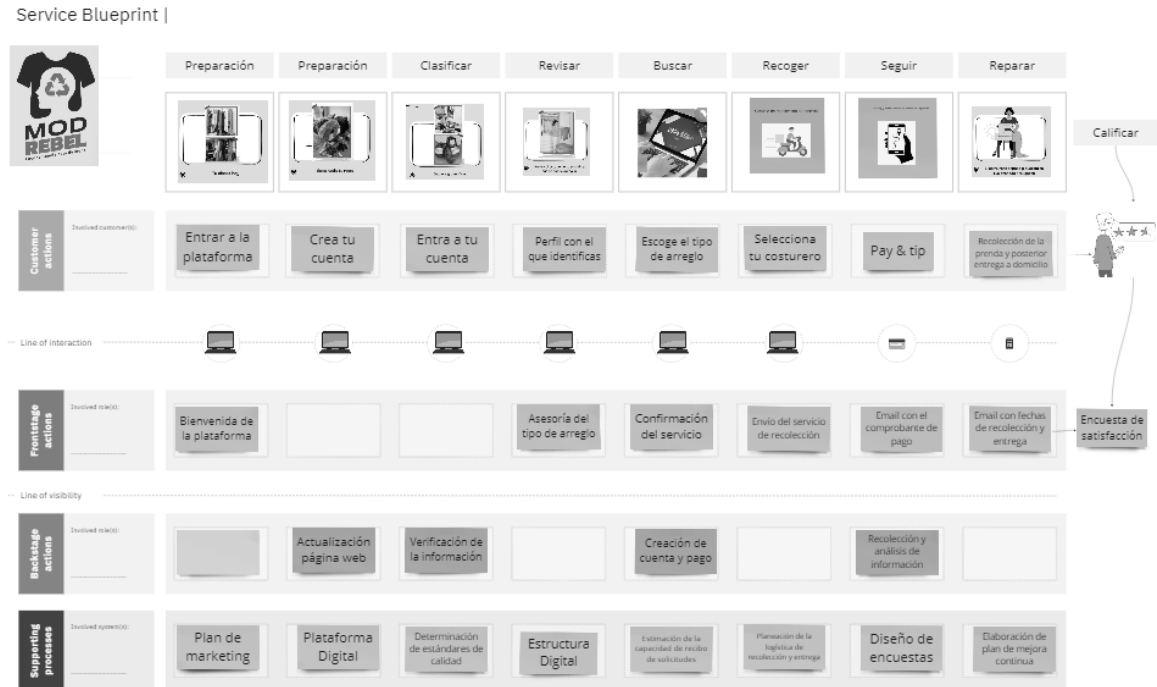 Service Blueprint |
MOD
REBEL
Preparación
Preparación
Clasificar
Revisar
Buscar
Recoger
Seguir
Reparar
Calificar
Customer
actions
Involved customer(s):
Entrar a la
plataforma
Crea tu
cuenta
Entra a tu
cuenta
Perfil con el
que identificas
Escoge el tipo
de arreglo
Selecciona
tu costurero
Pay & tip
Recolección de la
prenda y posterior
entrega a domicilio
Line of interaction
Frontstage
actions
Involved role(s):
Bienvenida de
la plataforma
Asesoría del
tipo de arreglo
Confirmación
del servicio
Envío del servicio
de recolección
Email con el
comprobante de
pago
Email con fechas
de recolección y
entrega
Encuesta de
satisfacción
Line of visibility
Backstage
actions
Involved role(s):
Actualización
página web
Verificación de
la información
Creación de
cuenta y pago
Recolección y
análisis de
información
Supporting
processes
Involved system(s):
Plan de
marketing
Plataforma
Digital
Determinación
de estándares de
calidad
Estructura
Digital
Estimación de la
capacidad de recibo
de solicitudes
Planeación de la
logística de
recolección y entrega
Diseño de
encuestas
Elaboración de
plan de mejora
continua